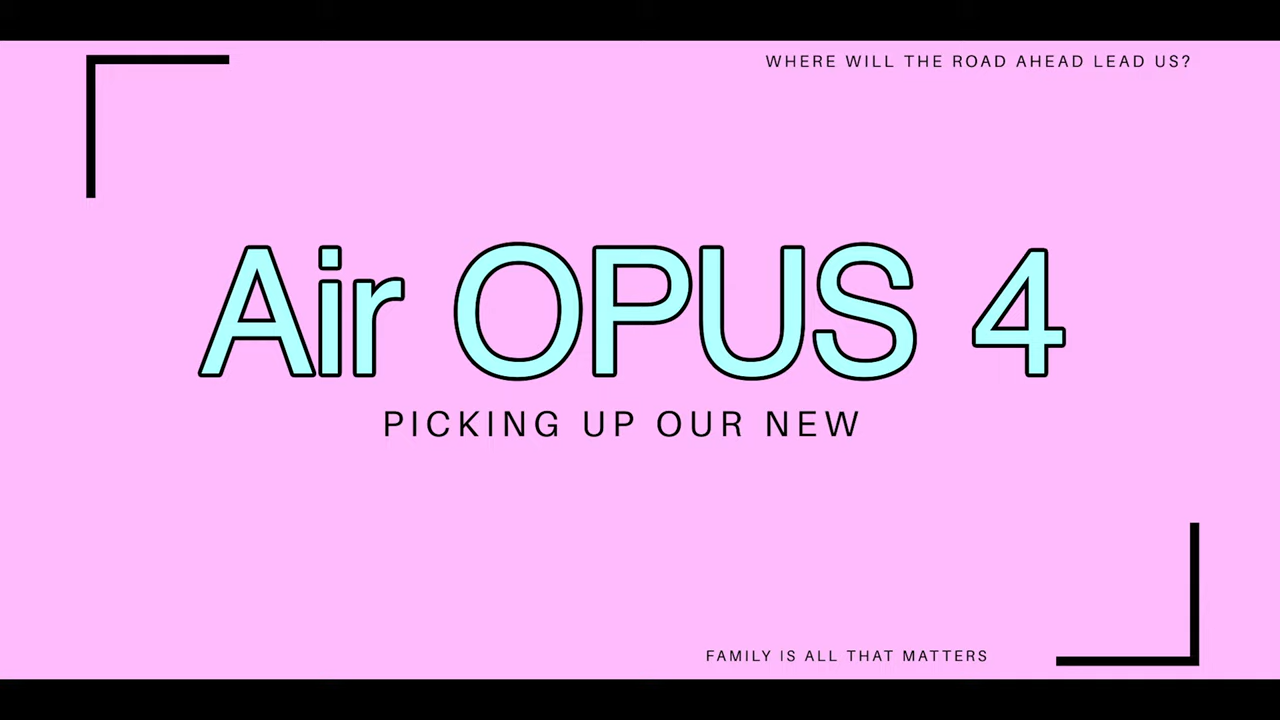 WHERE WILL THE ROAD AHEAD LEAD US?
Air OPUS 4
PICKING UP OUR NEW
FAMILY IS ALL THAT MATTERS